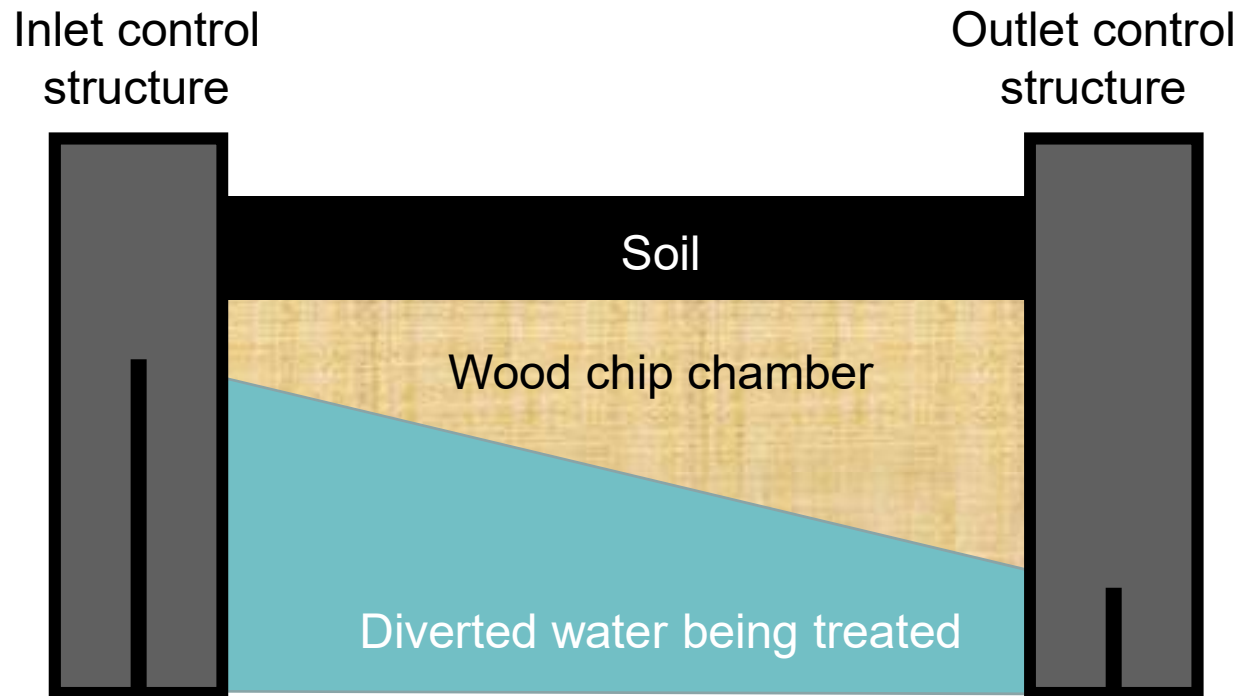 Inlet control
structure
Outlet control
structure
Soil
Wood chip chamber
Diverted water being treated